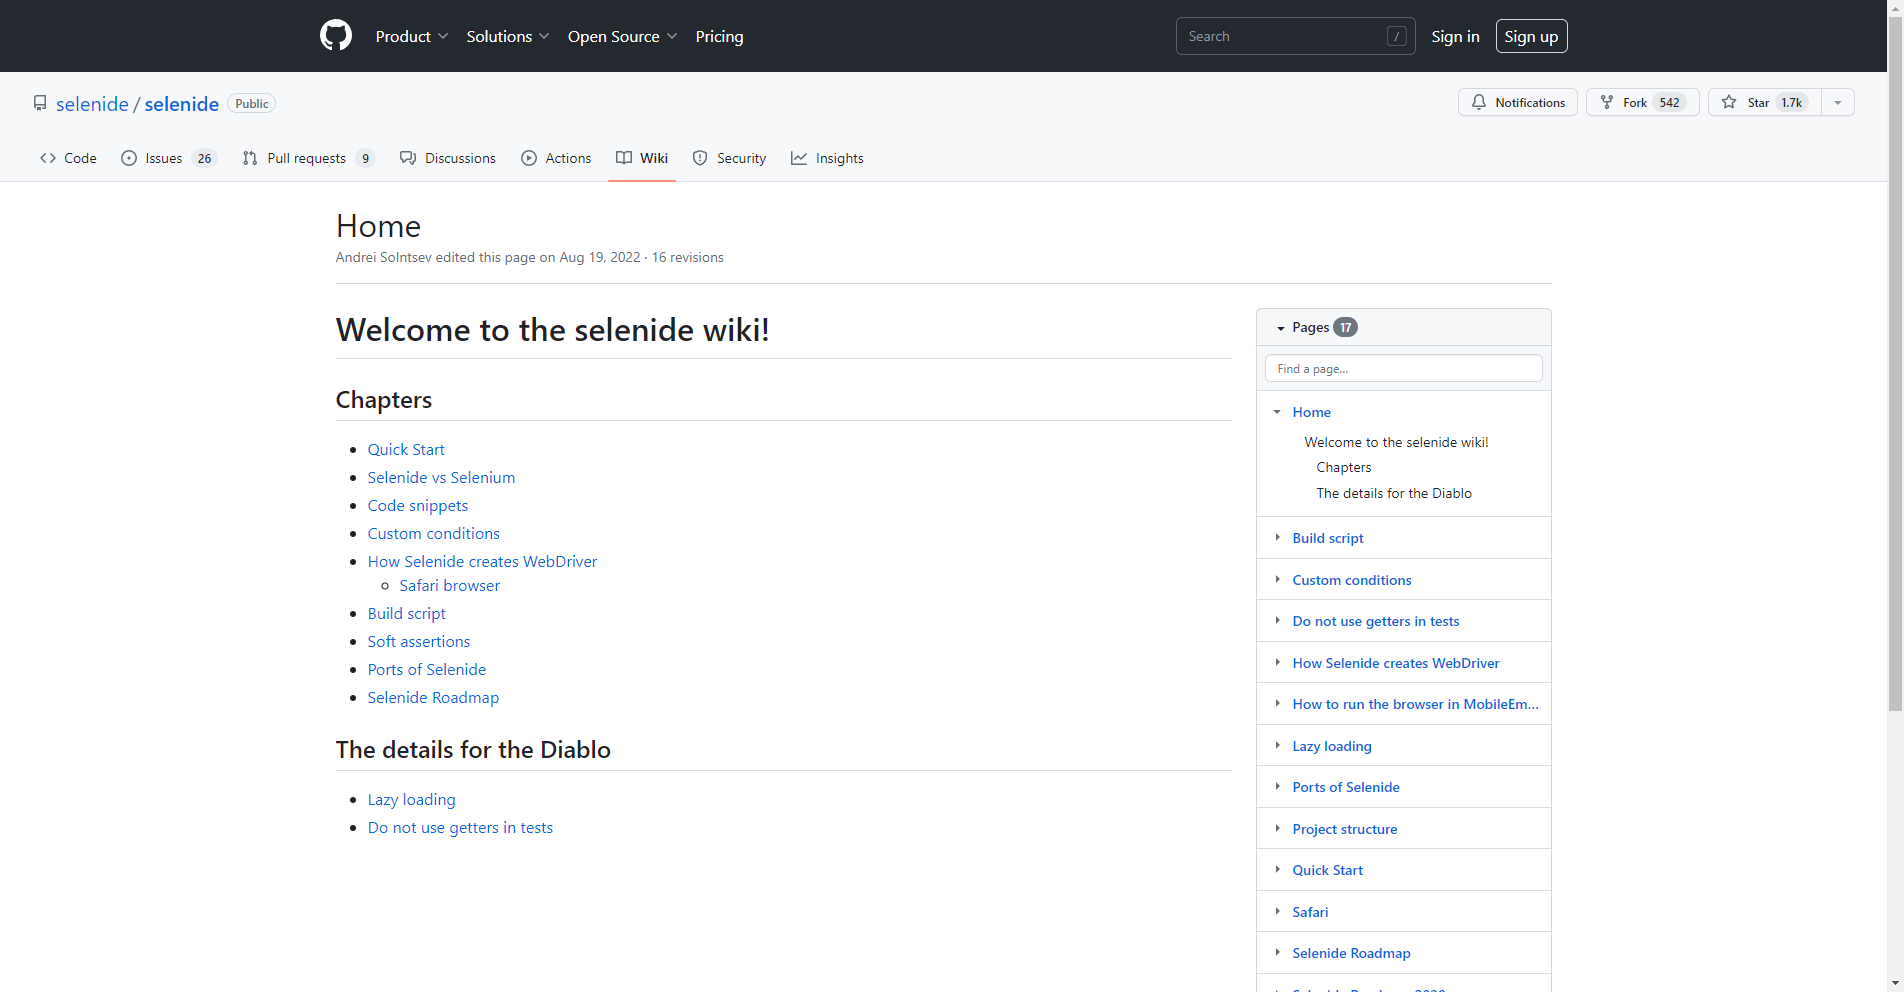 Product Solutions Open Source Pricing Search / Sign in Sign up
selenide / selenide Public Notifications Fork 542 Star 1.7k
Code Issues 26 Pull requests 9 Discussions Actions Wiki Security Insights
Home
Andrei Solntsev edited this page on Aug 19, 2022 · 16 revisions
Welcome to the selenide wiki!
Chapters
Quick Start
Selenide vs Selenium
Code snippets
Custom conditions
How Selenide creates WebDriver
Safari browser
Build script
Soft assertions
Ports of Selenide
Selenide Roadmap
The details for the Diablo
Lazy loading
Do not use getters in tests
Pages 17
Find a page...
Home
Welcome to the selenide wiki!
Chapters
The details for the Diablo
Build script
Custom conditions
Do not use getters in tests
How Selenide creates WebDriver
How to run the browser in MobileEm...
Lazy loading
Ports of Selenide
Project structure
Quick Start
Safari
Selenide Roadmap